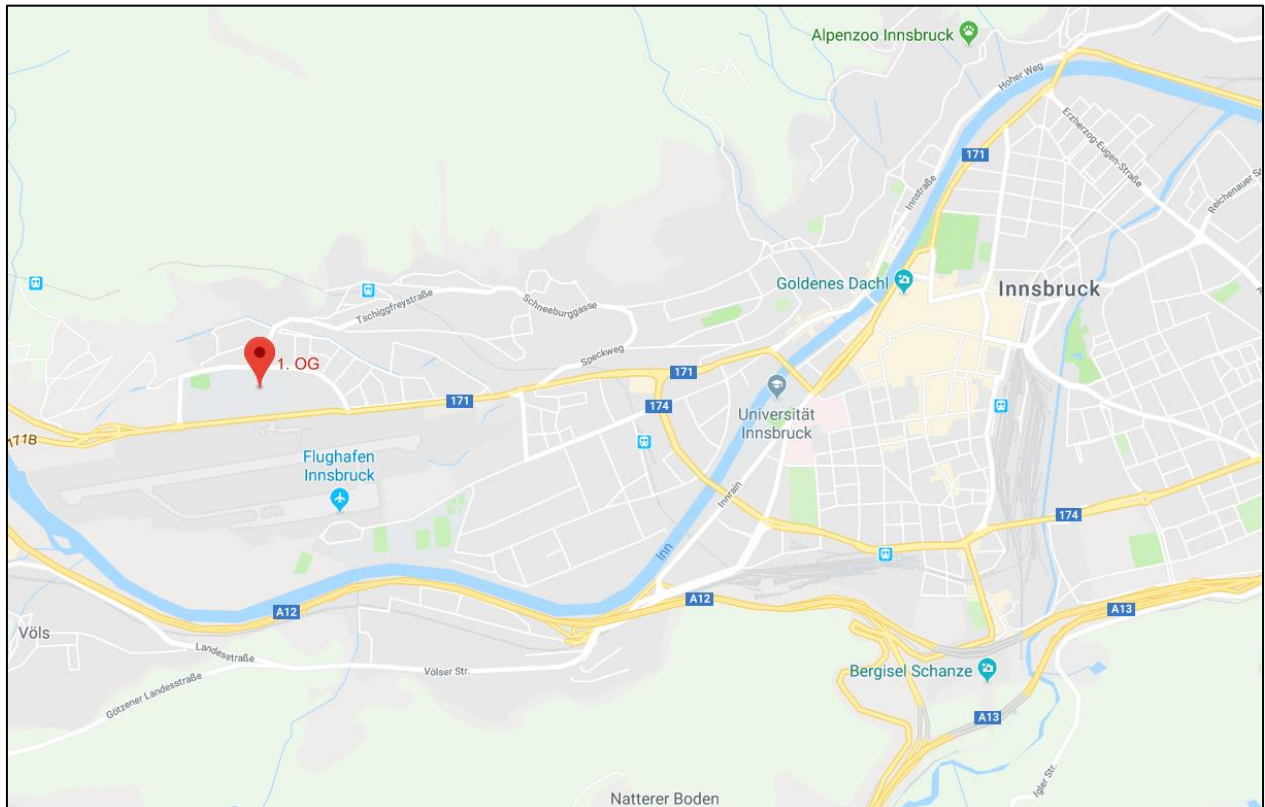 Alpenzoo Innsbruck
Hoher Weg
171
Erzherzog-Eugen-Straße
Innstraße
Reichenauer S
Goldenes Dachl
Innsbruck
Tschiggfreystraße
Schneeburggasse
1. OG
Speckweg
171
171
174
171B
Universität
Innsbruck
Flughafen
Innsbruck
Innrain
174
Inn
A12
A12
A13
Völs
Landesstraße
Völser Str.
Götzener Landesstraße
Bergisel Schanze
A13
Igler Str.
Natterer Boden